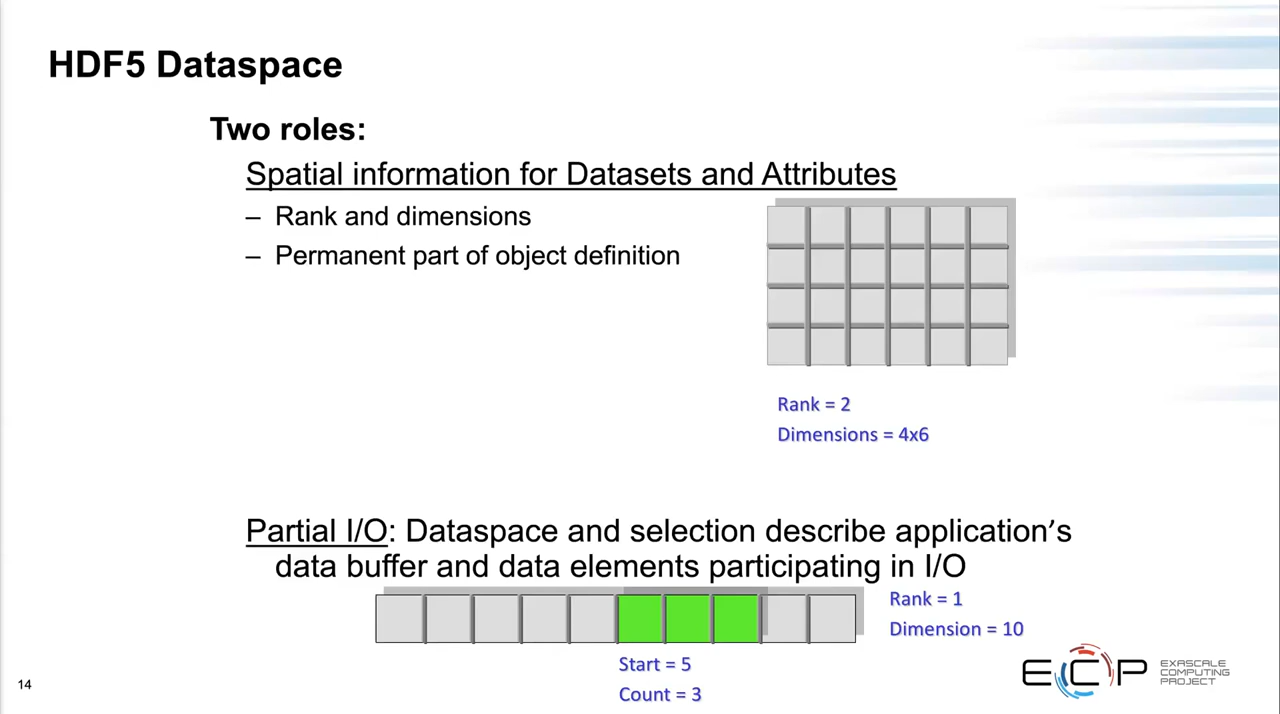 HDF5 Dataspace
Two roles:
Spatial information for Datasets and Attributes
– Rank and dimensions
– Permanent part of object definition
Rank = 2
Dimensions = 4x6
Partial I/O: Dataspace and selection describe application's
data buffer and data elements participating in I/O
Rank = 1
Dimension = 10
Start = 5
Count = 3
14
ECP
EXASCALE
COMPUTING
PROJECT